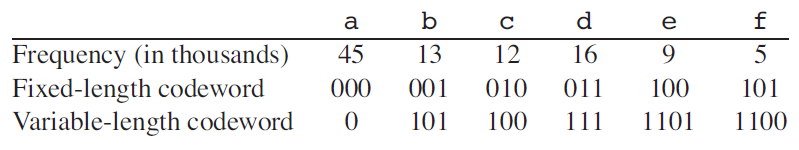 a b c d e f
Frequency (in thousands) 45 13 12 16 9 5
Fixed-length codeword 000 001 010 011 100 101
Variable-length codeword 0 101 100 111 1101 1100